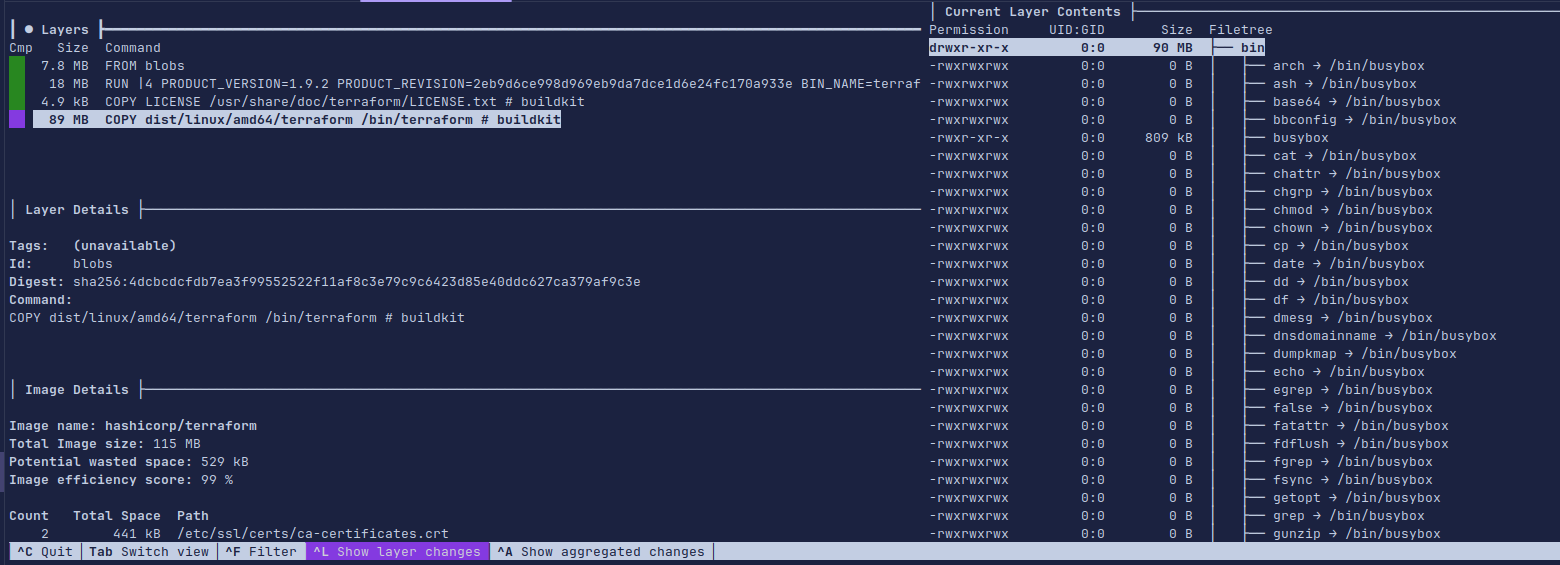 ● Layers
Cmp Size Command
7.8 MB FROM blobs
18 MB RUN |4 PRODUCT_VERSION=1.9.2 PRODUCT_REVISION=2eb9d6ce998d969eb9da7dce1d6e24fc170a933e BIN_NAME=terraf
4.9 kB COPY LICENSE /usr/share/doc/terraform/LICENSE.txt # buildkit
89 MB COPY dist/linux/amd64/terraform /bin/terraform # buildkit
Layer Details
Tags: (unavailable)
Id: blobs
Digest: sha256:4dcbcdcfdb7ea3f99552522f11af8c3e79c9c6423d85e40ddc627ca379af9c3e
Command:
COPY dist/linux/amd64/terraform /bin/terraform # buildkit
Image Details
Image name: hashicorp/terraform
Total Image size: 115 MB
Potential wasted space: 529 kB
Image efficiency score: 99 %
Count Total Space Path
2 441 kB /etc/ssl/certs/ca-certificates.crt
Current Layer Contents
Permission UID:GID Size Filetree
drwxr-xr-x 0:0 90 MB ├── bin
-rwxrwxrwx 0:0 0 B │ ├── arch → /bin/busybox
-rwxrwxrwx 0:0 0 B │ ├── ash → /bin/busybox
-rwxrwxrwx 0:0 0 B │ ├── base64 → /bin/busybox
-rwxrwxrwx 0:0 0 B │ ├── bbconfig → /bin/busybox
-rwxr-xr-x 0:0 809 kB │ ├── busybox
-rwxrwxrwx 0:0 0 B │ ├── cat → /bin/busybox
-rwxrwxrwx 0:0 0 B │ ├── chattr → /bin/busybox
-rwxrwxrwx 0:0 0 B │ ├── chgrp → /bin/busybox
-rwxrwxrwx 0:0 0 B │ ├── chmod → /bin/busybox
-rwxrwxrwx 0:0 0 B │ ├── chown → /bin/busybox
-rwxrwxrwx 0:0 0 B │ ├── cp → /bin/busybox
-rwxrwxrwx 0:0 0 B │ ├── date → /bin/busybox
-rwxrwxrwx 0:0 0 B │ ├── dd → /bin/busybox
-rwxrwxrwx 0:0 0 B │ ├── df → /bin/busybox
-rwxrwxrwx 0:0 0 B │ ├── dmesg → /bin/busybox
-rwxrwxrwx 0:0 0 B │ ├── dnsdomainname → /bin/busybox
-rwxrwxrwx 0:0 0 B │ ├── dumpkmap → /bin/busybox
-rwxrwxrwx 0:0 0 B │ ├── echo → /bin/busybox
-rwxrwxrwx 0:0 0 B │ ├── egrep → /bin/busybox
-rwxrwxrwx 0:0 0 B │ ├── false → /bin/busybox
-rwxrwxrwx 0:0 0 B │ ├── fatattr → /bin/busybox
-rwxrwxrwx 0:0 0 B │ ├── fdflush → /bin/busybox
-rwxrwxrwx 0:0 0 B │ ├── fgrep → /bin/busybox
-rwxrwxrwx 0:0 0 B │ ├── fsync → /bin/busybox
-rwxrwxrwx 0:0 0 B │ ├── getopt → /bin/busybox
-rwxrwxrwx 0:0 0 B │ ├── grep → /bin/busybox
-rwxrwxrwx 0:0 0 B │ ├── gunzip → /bin/busybox
^C Quit Tab Switch view ^F Filter ^L Show layer changes ^A Show aggregated changes